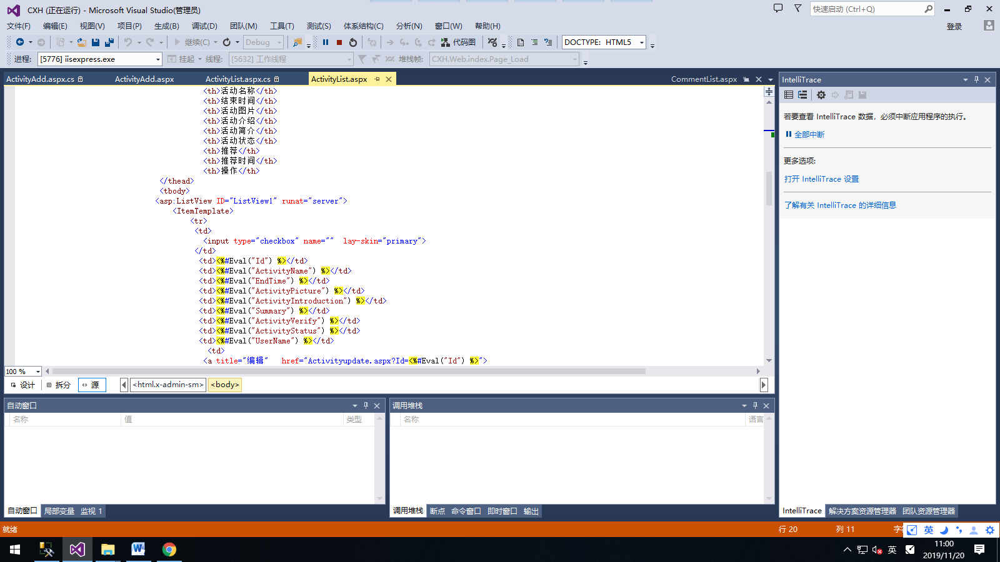 CXH (正在运行) - Microsoft Visual Studio(管理员)
快速启动 (Ctrl+Q)
文件(F) 编辑(E) 视图(V) 项目(P) 生成(B) 调试(D) 团队(M) 工具(T) 测试(S) 体系结构(C) 分析(N) 窗口(W) 帮助(H) 登录
继续(C) Debug 代码图 DOCTYPE: HTML5
进程: [5776] iisexpress.exe 挂起 线程: [5632] 工作线程 堆栈帧: CXH.Web.index.Page_Load
ActivityAdd.aspx.cs ActivityAdd.aspx ActivityList.aspx.cs ActivityList.aspx CommentList.aspx
<th>活动名称</th>
<th>结束时间</th>
<th>活动图片</th>
<th>活动介绍</th>
<th>活动简介</th>
<th>活动状态</th>
<th>推荐</th>
<th>推荐时间</th>
<th>操作</th>
</thead>
<tbody>
<asp:ListView ID="ListView1" runat="server">
<ItemTemplate>
<tr>
<td>
<input type="checkbox" name="" lay-skin="primary">
</td>
<td><%#Eval("Id") %></td>
<td><%#Eval("ActivityName") %></td>
<td><%#Eval("EndTime") %></td>
<td><%#Eval("ActivityPicture") %></td>
<td><%#Eval("ActivityIntroduction") %></td>
<td><%#Eval("Summary") %></td>
<td><%#Eval("ActivityVerify") %></td>
<td><%#Eval("ActivityStatus") %></td>
<td><%#Eval("UserName") %></td>
<td>
<a title="编辑" href="Activityupdate.aspx?Id=<%#Eval("Id") %>">
100 %
设计 拆分 源 <html.x-admin-sm> <body>
IntelliTrace
若要查看 IntelliTrace 数据，必须中断应用程序的执行。
全部中断
更多选项:
打开 IntelliTrace 设置
了解有关 IntelliTrace 的详细信息
自动窗口
名称 值 类型
调用堆栈
名称 语言
自动窗口 局部变量 监视 1
调用堆栈 断点 命令窗口 即时窗口 输出
IntelliTrace 解决方案资源管理器 团队资源管理器
就绪 行 20 列 11 英
英 11:00
2019/11/20